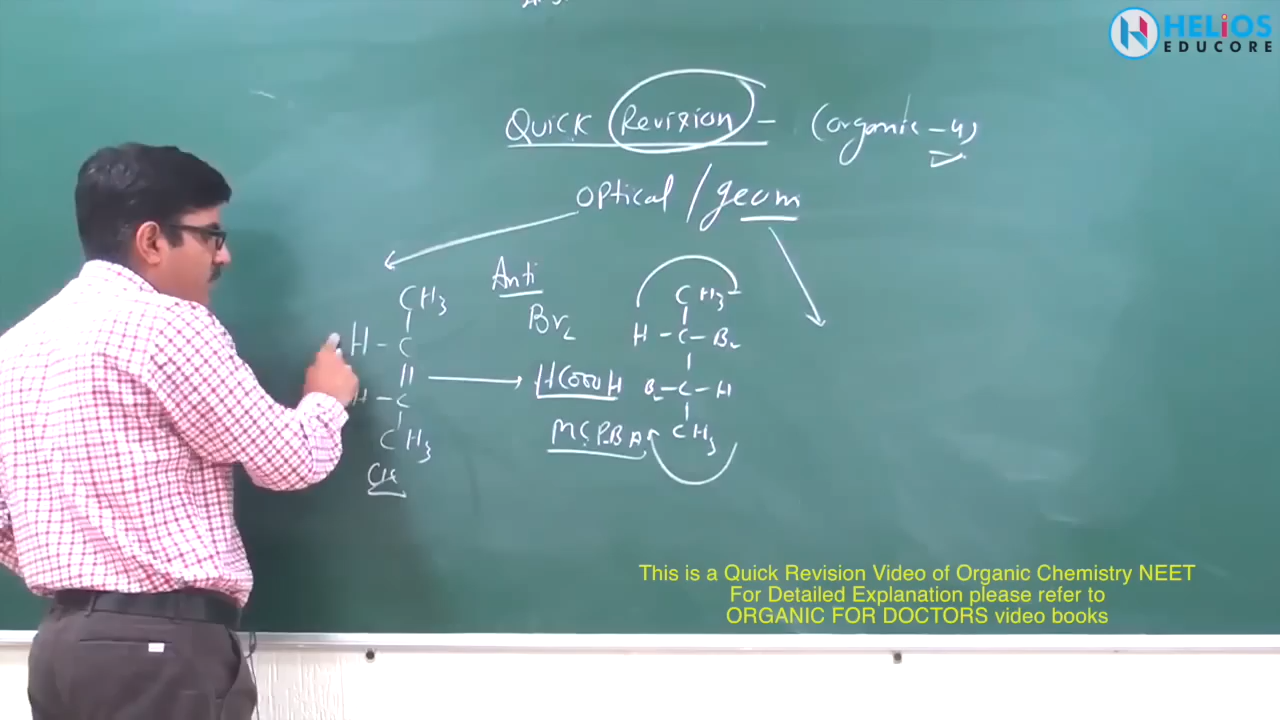 HELiOS
EDUCORE
QUICK Revision - (organic - 4)
optical / geom
Anti
Br2
CH3
H - C
||
H - C
CH3
Cis
HCOOOH
MCPBA
CH3
H - C - Br
Br - C - H
CH3
This is a Quick Revision Video of Organic Chemistry NEET
For Detailed Explanation please refer to
ORGANIC FOR DOCTORS video books